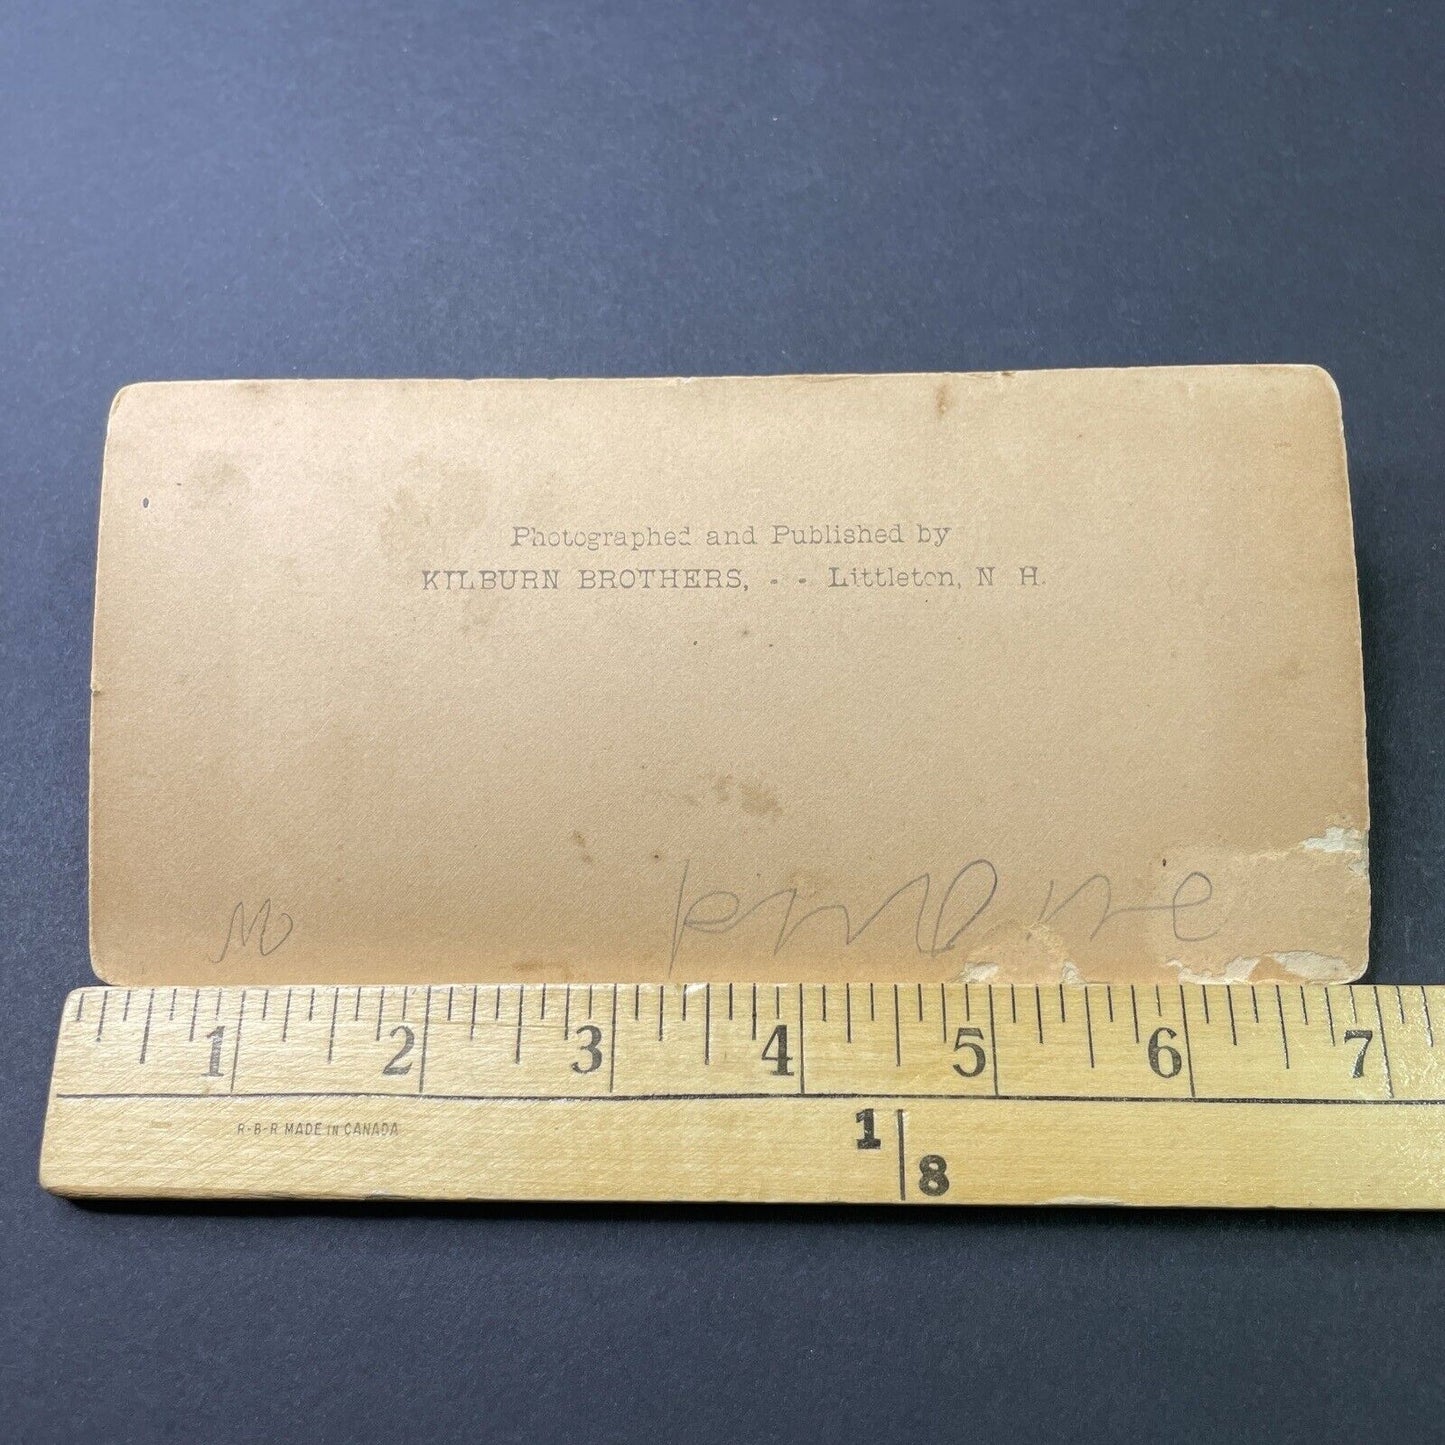 Photographed and Published by
KILBURN BROTHERS, - - Littleton, N H.
No
1 2 3 4 5 6 7
R-B-R MADE IN CANADA
1
8